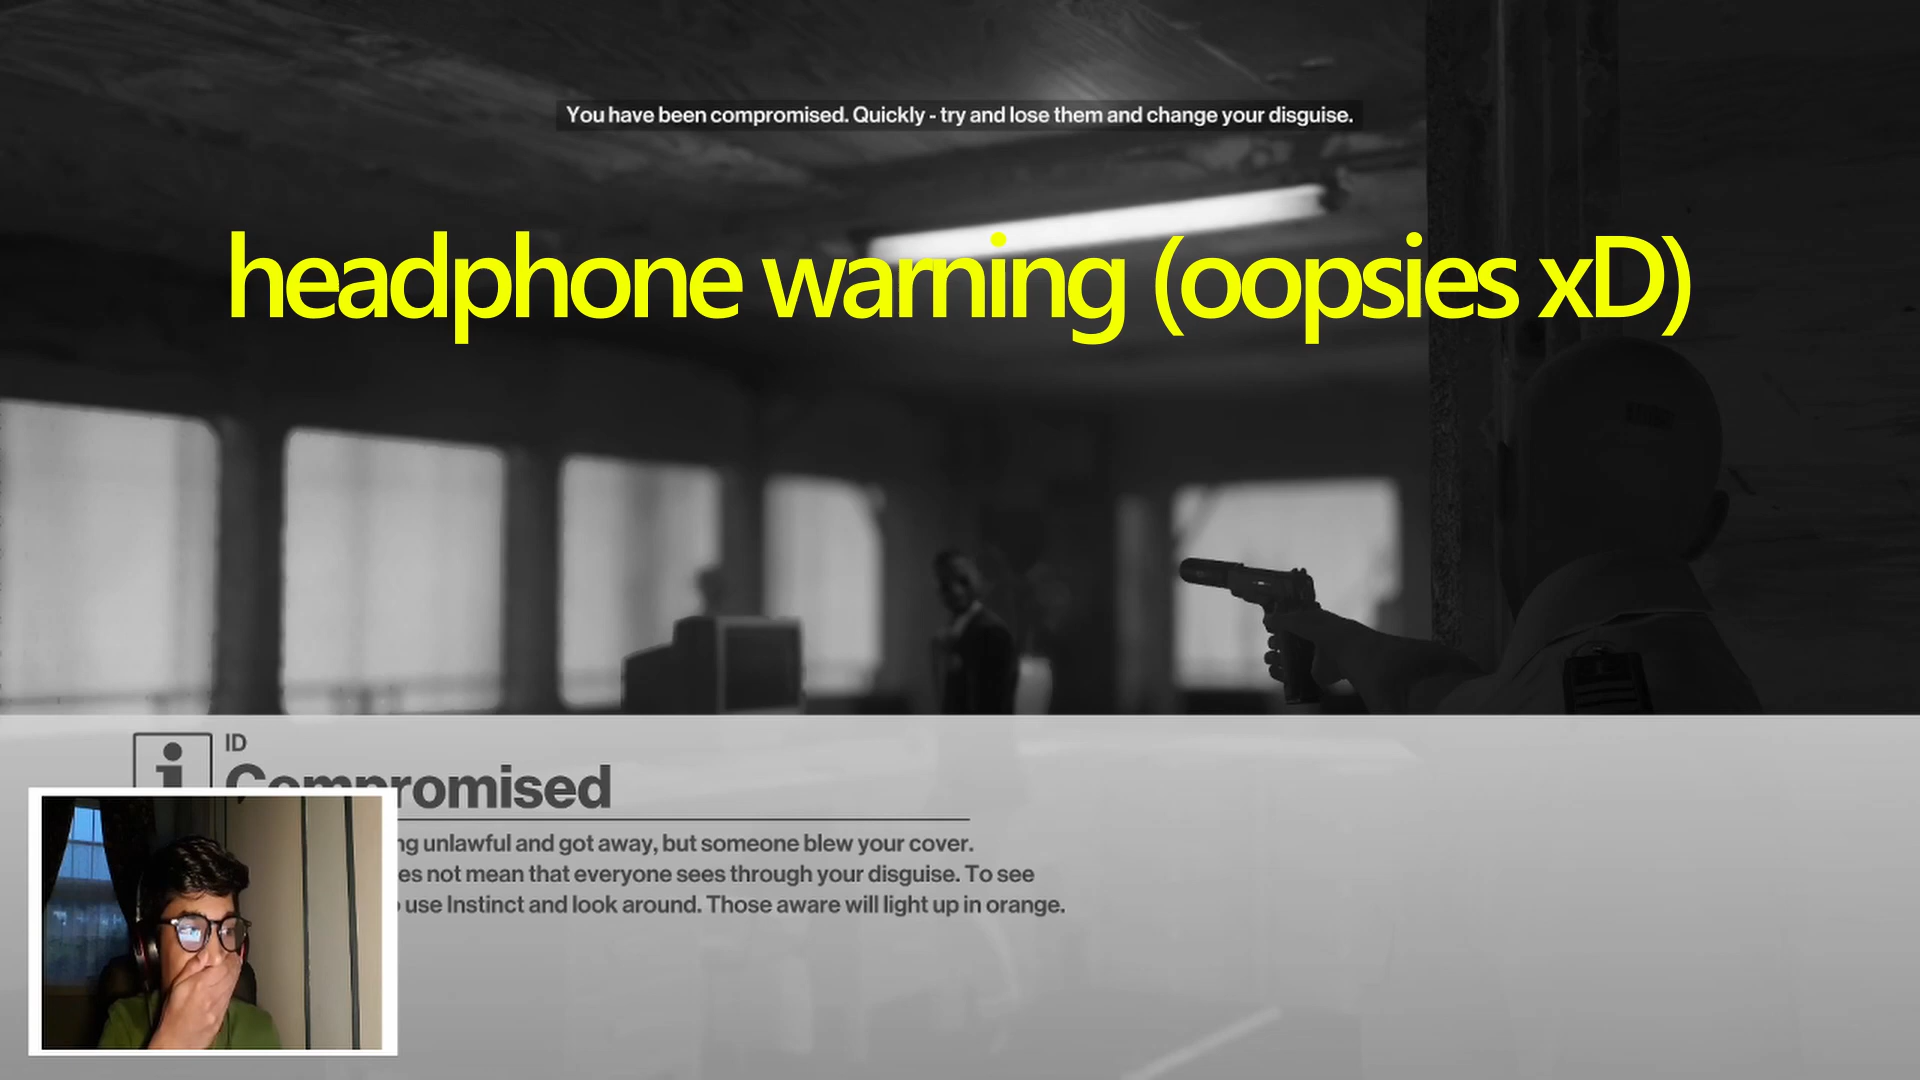 You have been compromised. Quickly - try and lose them and change your disguise.
headphone warning (oopsies xD)
ID
Compromised
unlawful and got away, but someone blew your cover.
not mean that everyone sees through your disguise. To see
use Instinct and look around. Those aware will light up in orange.